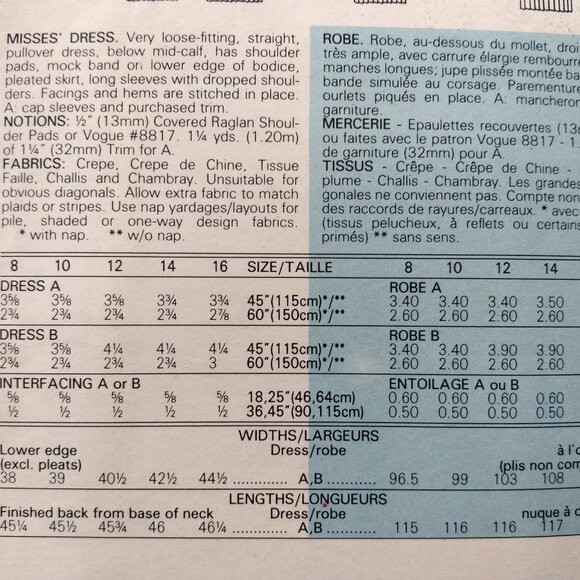 MISSES' DRESS. Very loose-fitting, straight,
pullover dress, below mid-calf, has shoulder
pads, mock band on lower edge of bodice,
pleated skirt, long sleeves with dropped shoul-
ders. Facings and hems are stitched in place.
A: cap sleeves and purchased trim.
NOTIONS: ½" (13mm) Covered Raglan Shoul-
der Pads or Vogue #8817. 1¼ yds. (1.20m)
of 1¼" (32mm) Trim for A.
FABRICS: Crepe, Crepe de Chine, Tissue
Faille, Challis and Chambray. Unsuitable for
obvious diagonals. Allow extra fabric to match
plaids or stripes. Use nap yardages/layouts for
pile, shaded or one-way design fabrics.
* with nap. ** w/o nap.
ROBE. Robe, au-dessous du mollet, droi
très ample, avec carrure élargie rembourré
manches longues; jupe plissée montée ba
bande simulée au corsage. Parementure
ourlets piqués en place. A: mancheron
garniture.
MERCERIE - Epaulettes recouvertes (13
ou faites avec le patron Vogue 8817 - 1.
de garniture (32mm) pour A.
TISSUS - Crêpe - Crêpe de Chine -
plume - Challis - Chambray. Les grandes
gonales ne conviennent pas. Compte non
des raccords de rayures/carreaux. * avec
(tissus pelucheux, à reflets ou certains
primés) ** sans sens.
8 10 12 14 16 SIZE/TAILLE 8 10 12 14
DRESS A ROBE A
3⅝ 3⅝ 3⅝ 3¾ 3¾ 45"(115cm)*/** 3.40 3.40 3.40 3.50
2¾ 2¾ 2¾ 2¾ 2⅞ 60"(150cm)*/** 2.60 2.60 2.60 2.60
DRESS B ROBE B
3⅝ 3⅝ 4¼ 4¼ 4¼ 45"(115cm)*/** 3.40 3.40 3.90 3.90
2¾ 2¾ 2¾ 2¾ 3 60"(150cm)*/** 2.60 2.60 2.60 2.60
INTERFACING A or B ENTOILAGE A ou B
⅝ ⅝ ⅝ ⅝ ⅝ 18,25"(46,64cm) 0.60 0.60 0.60 0.60
½ ½ ½ ½ ½ 36,45"(90,115cm) 0.50 0.50 0.50 0.50
WIDTHS/LARGEURS
Lower edge Dress/robe à l'o
(excl. pleats) (plis non com
38 39 40½ 42½ 44½ ............ A,B ............ 96.5 99 103 108
LENGTHS/LONGUEURS
Finished back from base of neck Dress/robe nuque à
45¼ 45½ 45¾ 46 46¼ ............ A,B ............ 115 116 116 117